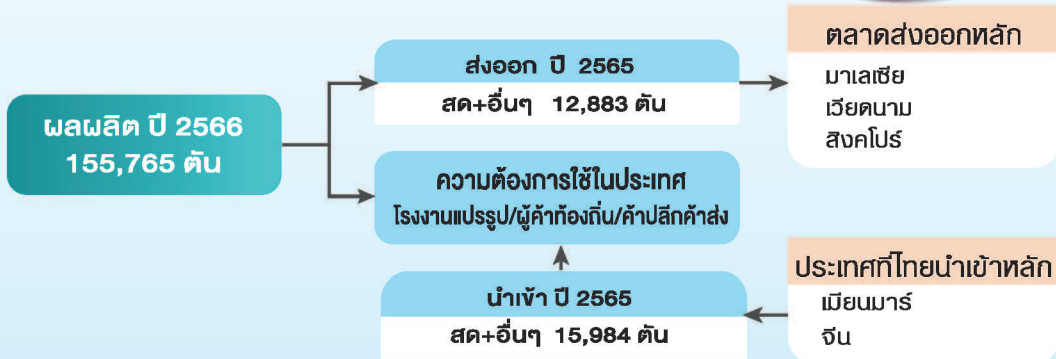 ผลผลิต ปี 2566
155,765 ตัน
ส่งออก ปี 2565
สด+อื่นๆ 12,883 ตัน
ตลาดส่งออกหลัก
มาเลเซีย
เวียดนาม
สิงคโปร์
ความต้องการใช้ในประเทศ
โรงงานแปรรูป/ผู้ค้าท้องถิ่น/ค้าปลีกค้าส่ง
นำเข้า ปี 2565
สด+อื่นๆ 15,984 ตัน
ประเทศที่ไทยนำเข้าหลัก
เมียนมาร์
จีน